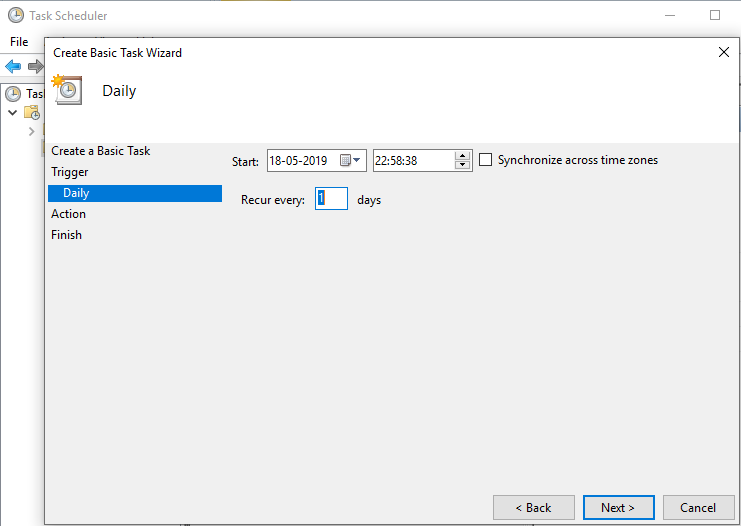 Task Scheduler
File
Create Basic Task Wizard
Daily
Tas
Create a Basic Task
Trigger
Daily
Action
Finish
Start: 18-05-2019 22:58:38 Synchronize across time zones
Recur every: 1 days
< Back Next > Cancel